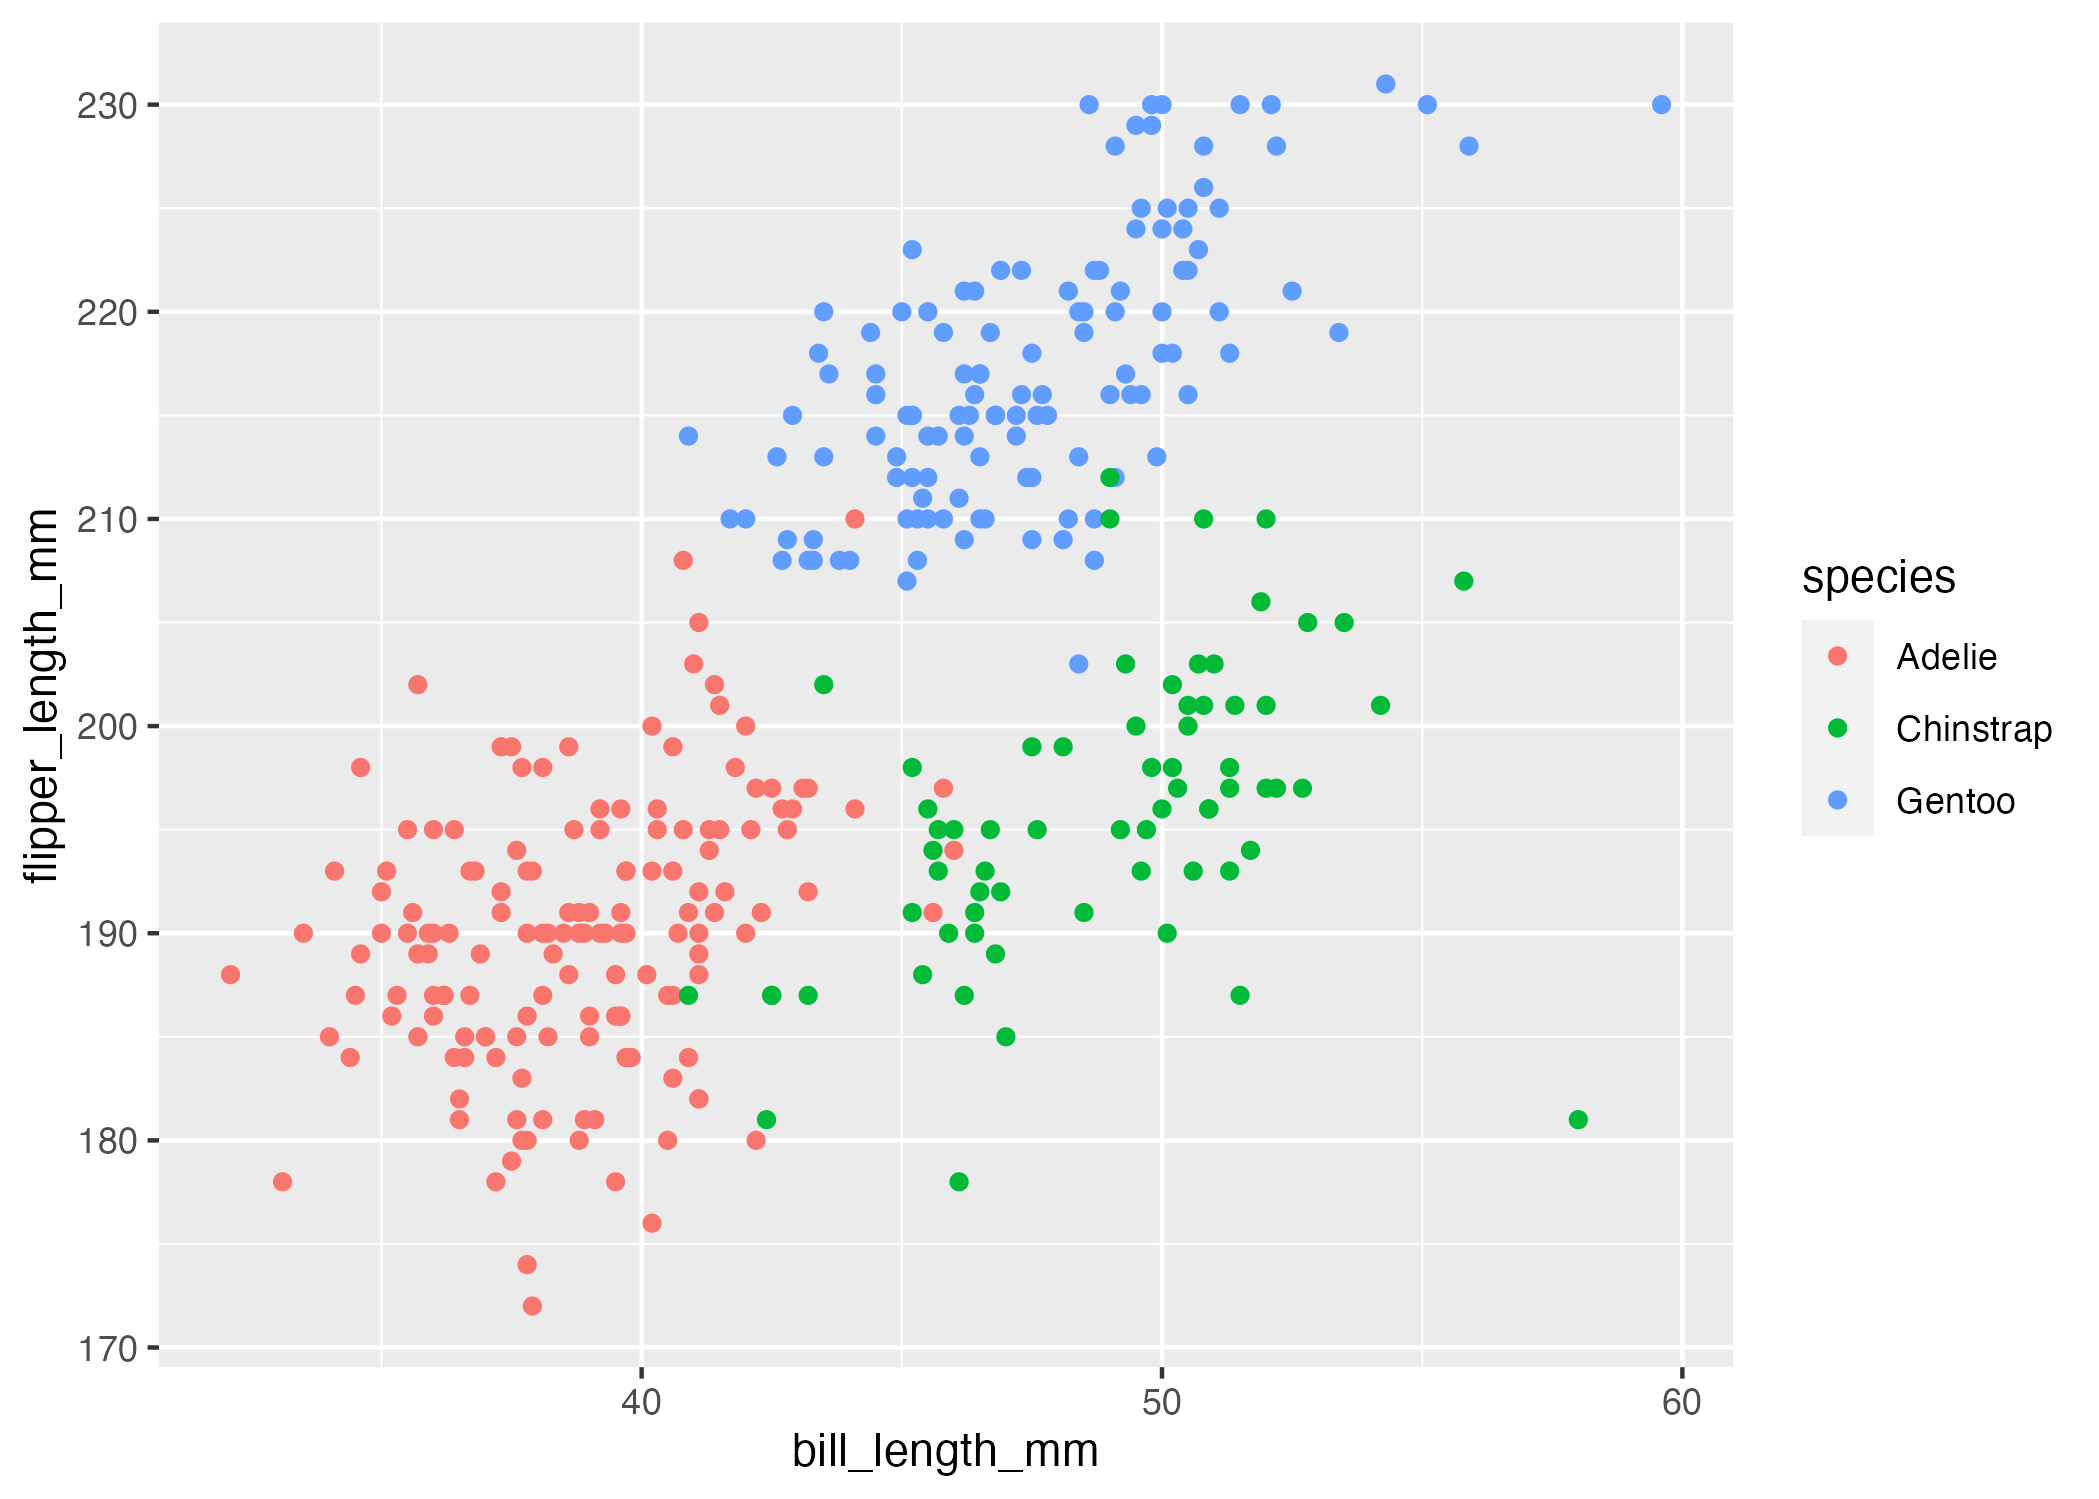 230
220
210
200
190
180
170
flipper_length_mm
40 50 60
bill_length_mm
species
Adelie
Chinstrap
Gentoo